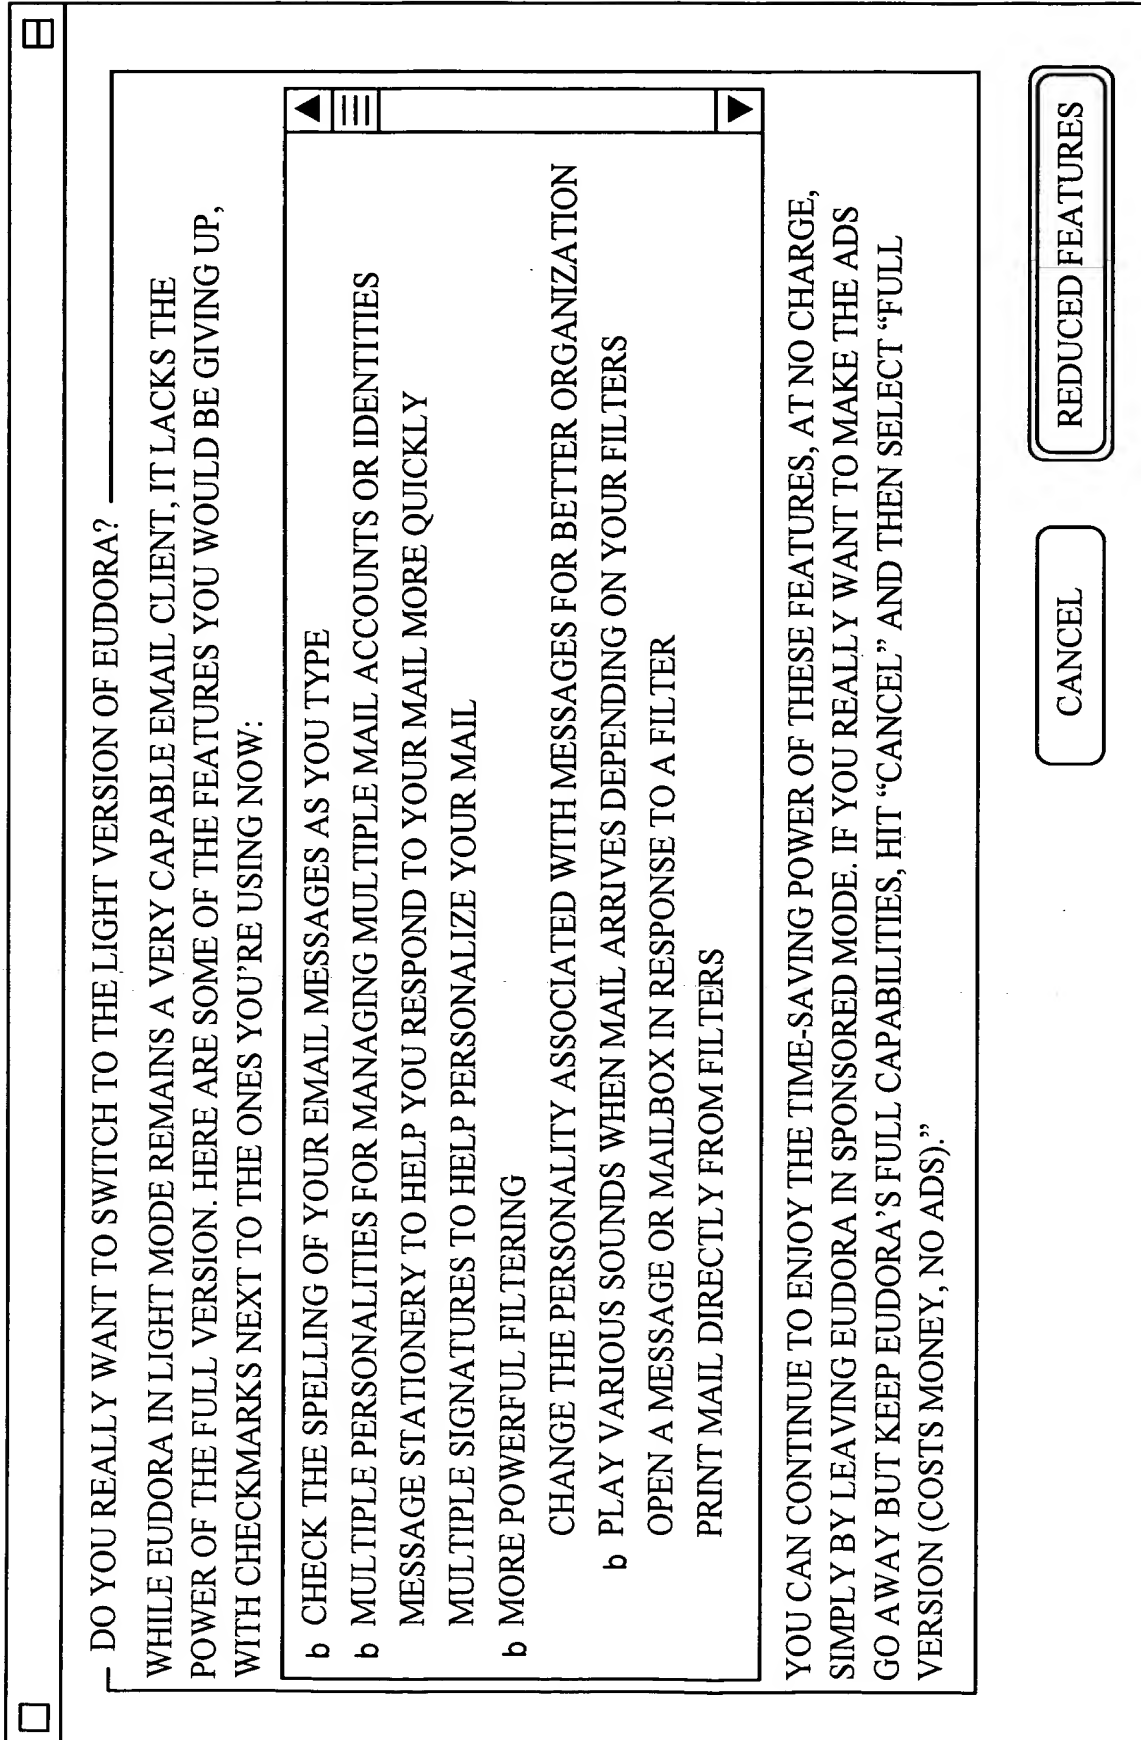 DO YOU REALLY WANT TO SWITCH TO THE LIGHT VERSION OF EUDORA?
WHILE EUDORA IN LIGHT MODE REMAINS A VERY CAPABLE EMAIL CLIENT, IT LACKS THE
POWER OF THE FULL VERSION. HERE ARE SOME OF THE FEATURES YOU WOULD BE GIVING UP,
WITH CHECKMARKS NEXT TO THE ONES YOU'RE USING NOW:
b CHECK THE SPELLING OF YOUR EMAIL MESSAGES AS YOU TYPE
b MULTIPLE PERSONALITIES FOR MANAGING MULTIPLE MAIL ACCOUNTS OR IDENTITIES
MESSAGE STATIONERY TO HELP YOU RESPOND TO YOUR MAIL MORE QUICKLY
MULTIPLE SIGNATURES TO HELP PERSONALIZE YOUR MAIL
b MORE POWERFUL FILTERING
CHANGE THE PERSONALITY ASSOCIATED WITH MESSAGES FOR BETTER ORGANIZATION
b PLAY VARIOUS SOUNDS WHEN MAIL ARRIVES DEPENDING ON YOUR FILTERS
OPEN A MESSAGE OR MAILBOX IN RESPONSE TO A FILTER
PRINT MAIL DIRECTLY FROM FILTERS
YOU CAN CONTINUE TO ENJOY THE TIME-SAVING POWER OF THESE FEATURES, AT NO CHARGE,
SIMPLY BY LEAVING EUDORA IN SPONSORED MODE. IF YOU REALLY WANT TO MAKE THE ADS
GO AWAY BUT KEEP EUDORA'S FULL CAPABILITIES, HIT “CANCEL” AND THEN SELECT “FULL
VERSION (COSTS MONEY, NO ADS).”
CANCEL
REDUCED FEATURES